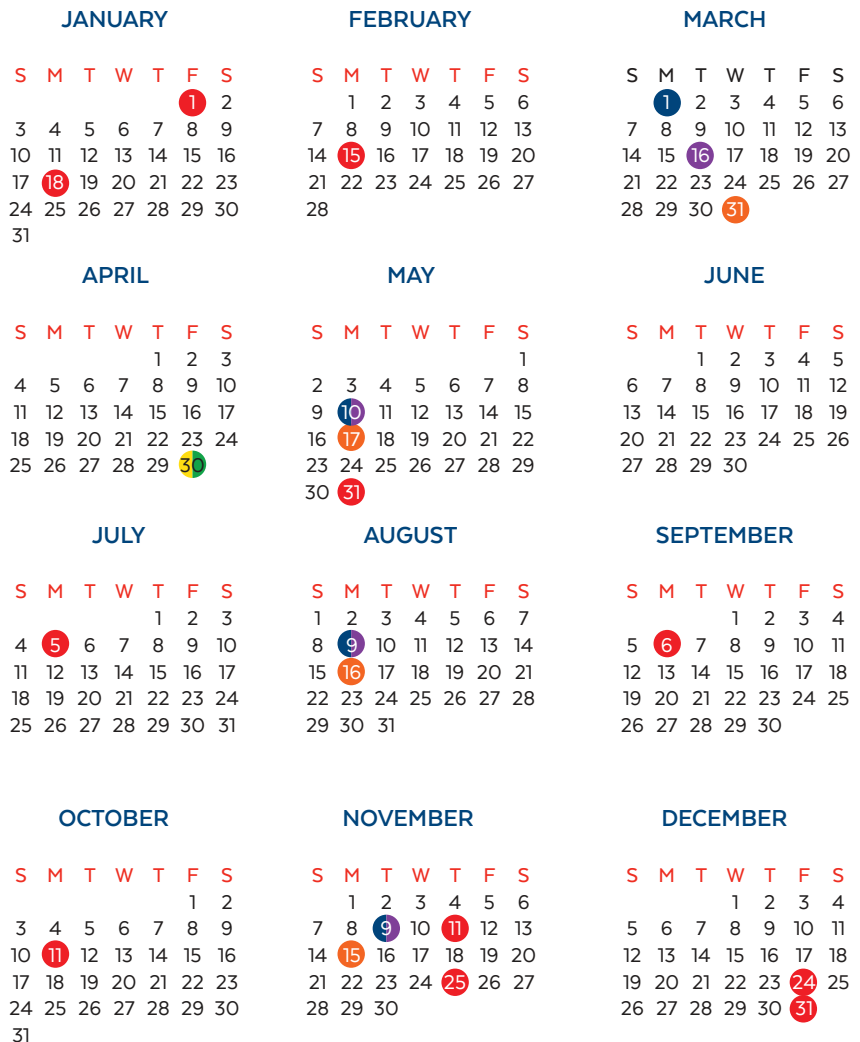 JANUARY FEBRUARY MARCH
S M T W T F S S M T W T F S S M T W T F S
1 2 1 2 3 4 5 6 1 2 3 4 5 6
3 4 5 6 7 8 9 7 8 9 10 11 12 13 7 8 9 10 11 12 13
10 11 12 13 14 15 16 14 15 16 17 18 19 20 14 15 16 17 18 19 20
17 18 19 20 21 22 23 21 22 23 24 25 26 27 21 22 23 24 25 26 27
24 25 26 27 28 29 30 28 28 29 30 31
31
APRIL MAY JUNE
S M T W T F S S M T W T F S S M T W T F S
1 2 3 1 1 2 3 4 5
4 5 6 7 8 9 10 2 3 4 5 6 7 8 6 7 8 9 10 11 12
11 12 13 14 15 16 17 9 10 11 12 13 14 15 13 14 15 16 17 18 19
18 19 20 21 22 23 24 16 17 18 19 20 21 22 20 21 22 23 24 25 26
25 26 27 28 29 30 23 24 25 26 27 28 29 27 28 29 30
30 31
JULY AUGUST SEPTEMBER
S M T W T F S S M T W T F S S M T W T F S
1 2 3 1 2 3 4 5 6 7 1 2 3 4
4 5 6 7 8 9 10 8 9 10 11 12 13 14 5 6 7 8 9 10 11
11 12 13 14 15 16 17 15 16 17 18 19 20 21 12 13 14 15 16 17 18
18 19 20 21 22 23 24 22 23 24 25 26 27 28 19 20 21 22 23 24 25
25 26 27 28 29 30 31 29 30 31 26 27 28 29 30
OCTOBER NOVEMBER DECEMBER
S M T W T F S S M T W T F S S M T W T F S
1 2 1 2 3 4 5 6 1 2 3 4
3 4 5 6 7 8 9 7 8 9 10 11 12 13 5 6 7 8 9 10 11
10 11 12 13 14 15 16 14 15 16 17 18 19 20 12 13 14 15 16 17 18
17 18 19 20 21 22 23 21 22 23 24 25 26 27 19 20 21 22 23 24 25
24 25 26 27 28 29 30 28 29 30 26 27 28 29 30 31
31